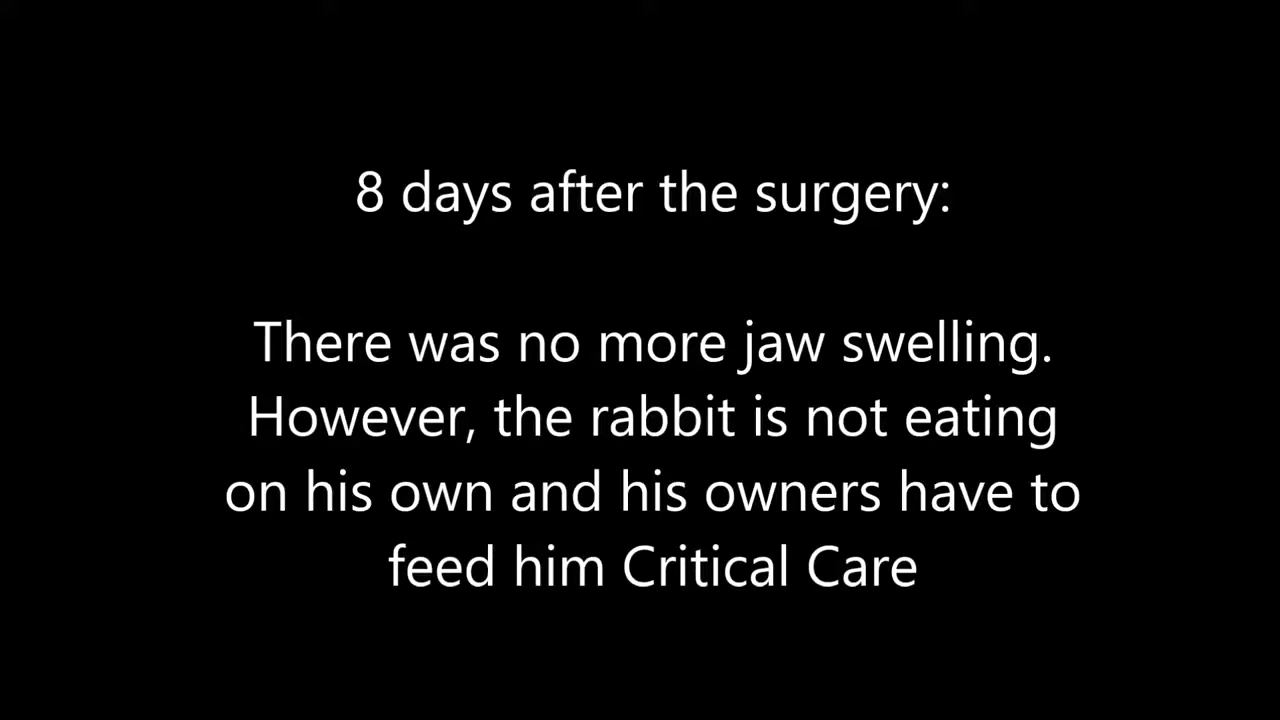 8 days after the surgery:
There was no more jaw swelling.
However, the rabbit is not eating
on his own and his owners have to
feed him Critical Care